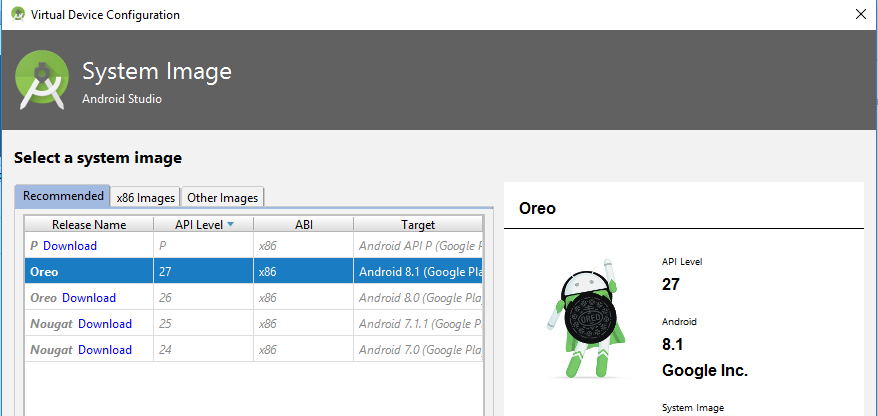 Virtual Device Configuration
System Image
Android Studio
Select a system image
Recommended x86 Images Other Images
Release Name API Level ABI Target
P Download P x86 Android API P (Google
Oreo 27 x86 Android 8.1 (Google Pla
Oreo Download 26 x86 Android 8.0 (Google Pla
Nougat Download 25 x86 Android 7.1.1 (Google
Nougat Download 24 x86 Android 7.0 (Google Pla
Oreo
OREO
API Level
27
Android
8.1
Google Inc.
System Image